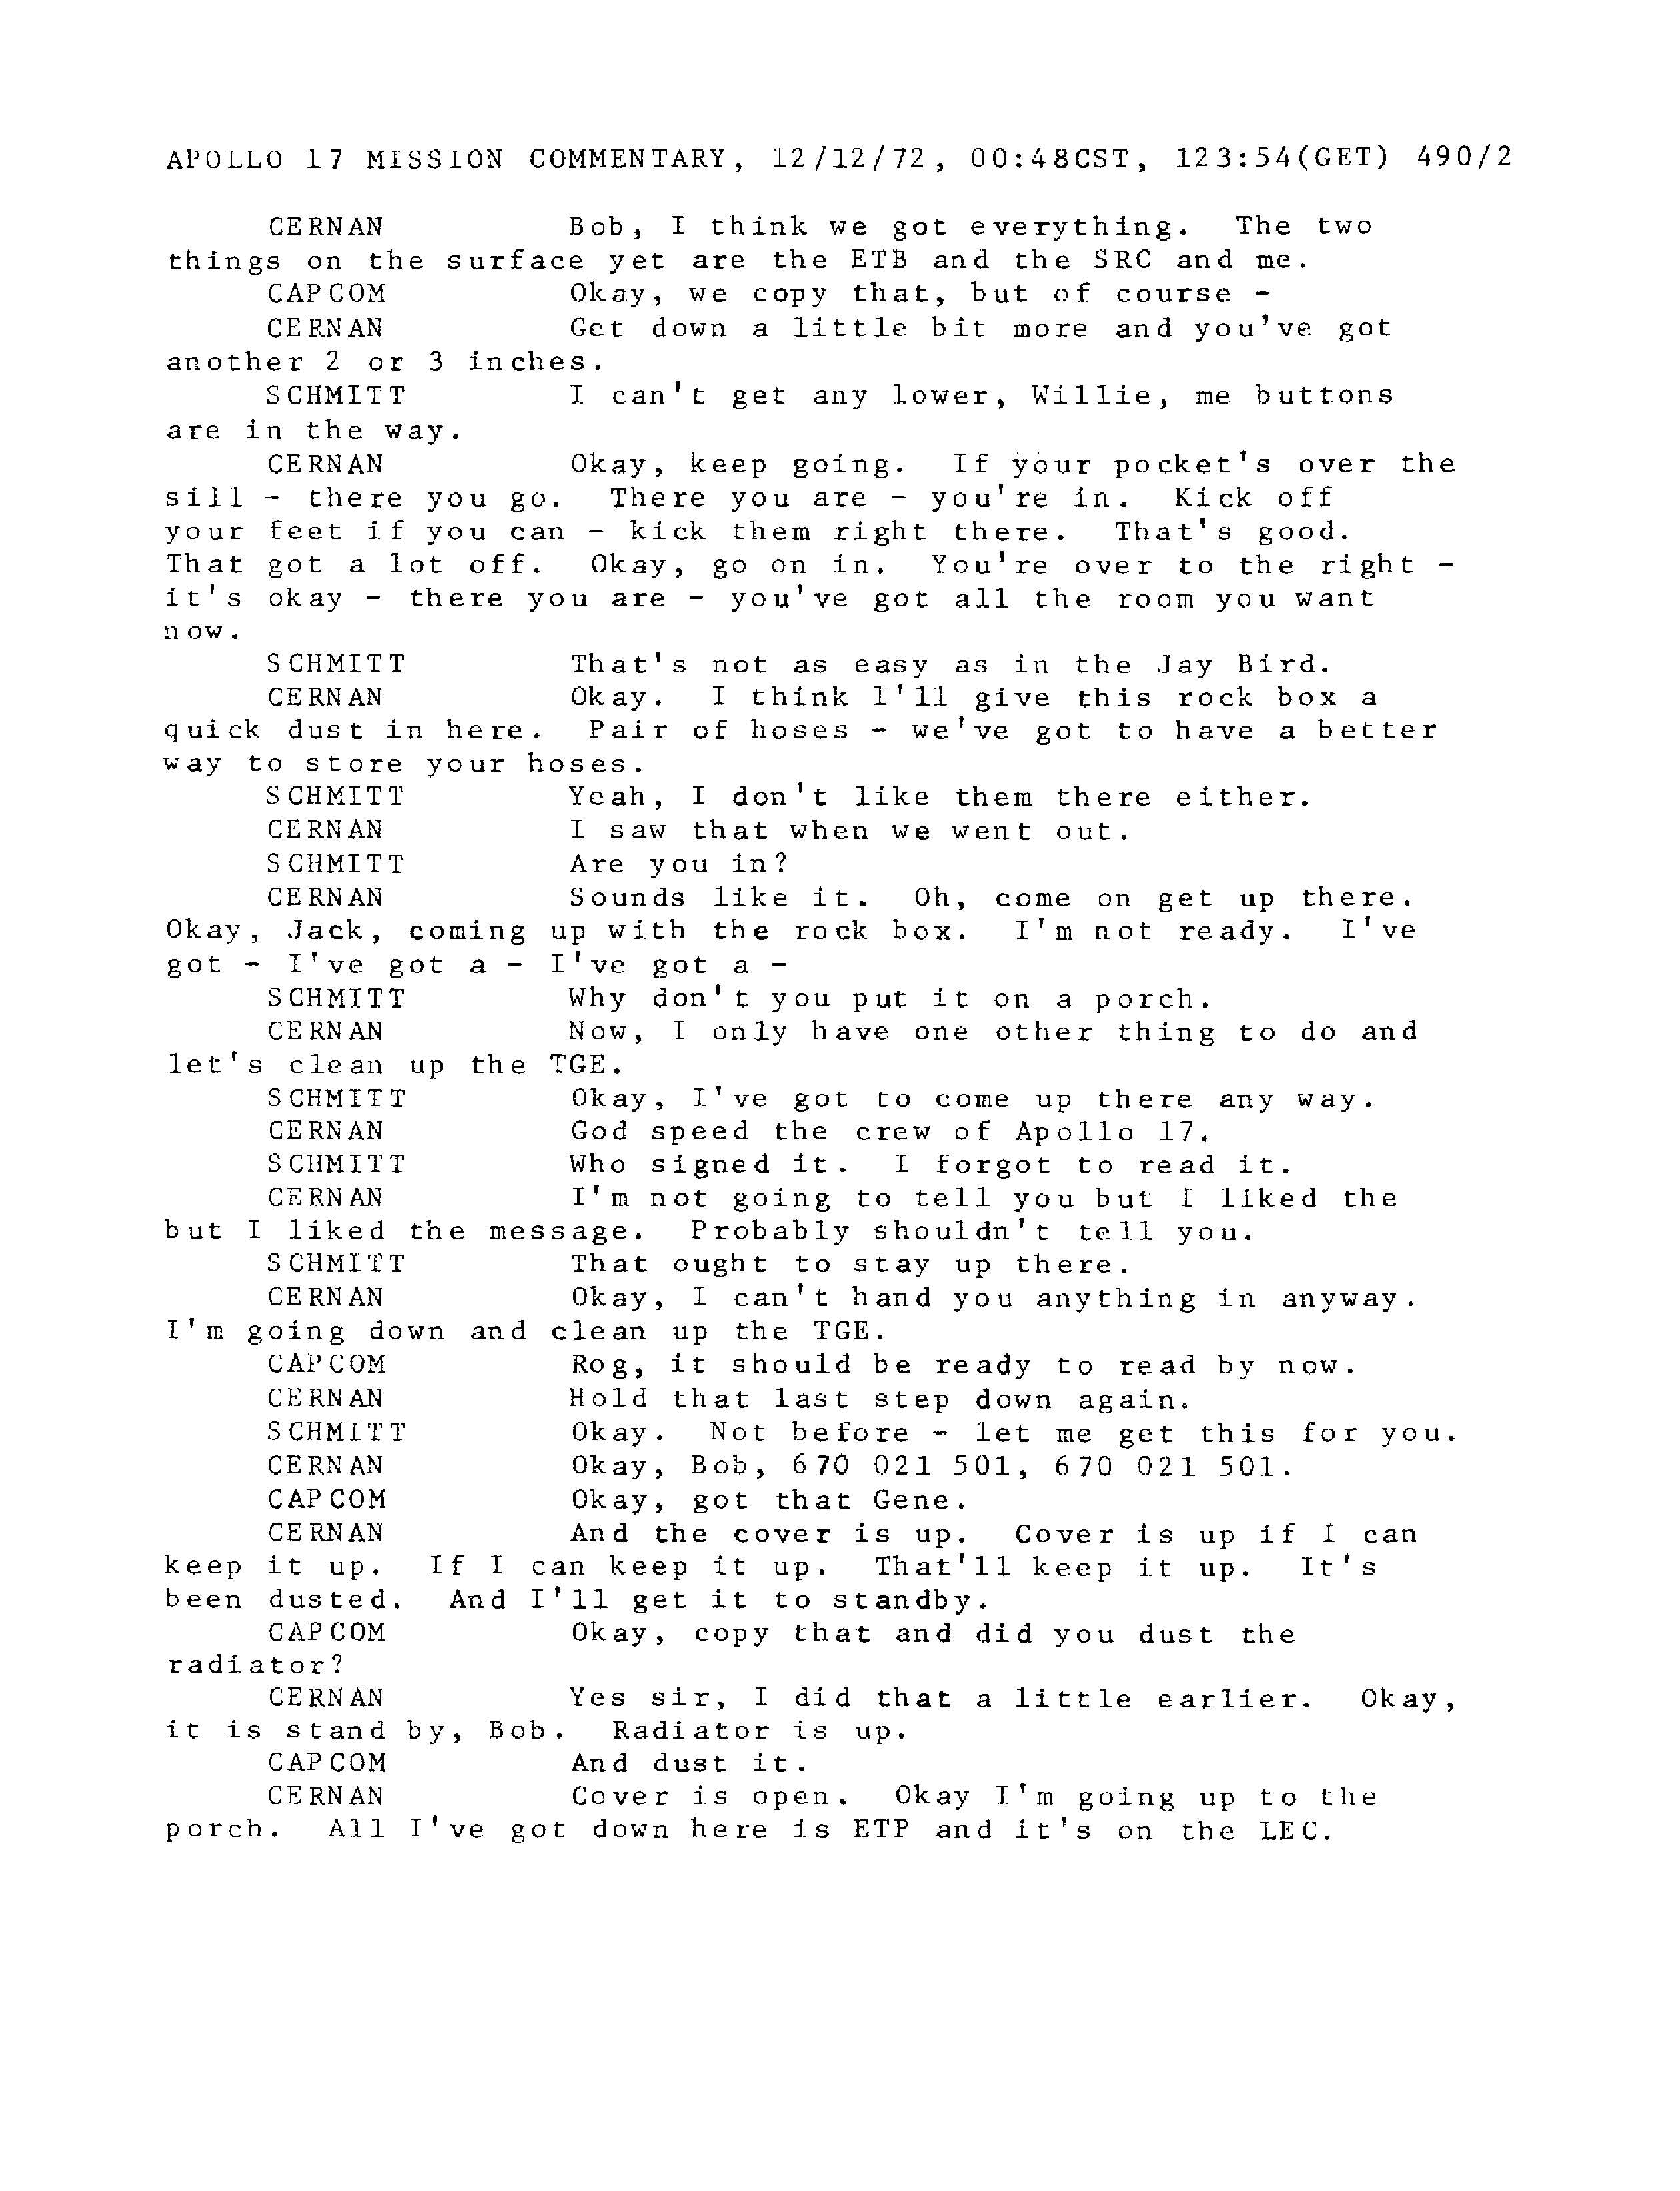 APOLLO 17 MISSION COMMENTARY, 12/12/72, 00:48CST, 123:54(GET) 490/2
CERNAN Bob, I think we got everything. The two
things on the surface yet are the ETB and the SRC and me.
CAPCOM Okay, we copy that, but of course -
CERNAN Get down a little bit more and you've got
another 2 or 3 inches.
SCHMITT I can't get any lower, Willie, me buttons
are in the way.
CERNAN Okay, keep going. If your pocket's over the
sill - there you go. There you are - you're in. Kick off
your feet if you can - kick them right there. That's good.
That got a lot off. Okay, go on in. You're over to the right -
it's okay - there you are - you've got all the room you want
now.
SCHMITT That's not as easy as in the Jay Bird.
CERNAN Okay. I think I'll give this rock box a
quick dust in here. Pair of hoses - we've got to have a better
way to store your hoses.
SCHMITT Yeah, I don't like them there either.
CERNAN I saw that when we went out.
SCHMITT Are you in?
CERNAN Sounds like it. Oh, come on get up there.
Okay, Jack, coming up with the rock box. I'm not ready. I've
got - I've got a - I've got a -
SCHMITT Why don't you put it on a porch.
CERNAN Now, I only have one other thing to do and
let's clean up the TGE.
SCHMITT Okay, I've got to come up there any way.
CERNAN God speed the crew of Apollo 17.
SCHMITT Who signed it. I forgot to read it.
CERNAN I'm not going to tell you but I liked the
but I liked the message. Probably shouldn't tell you.
SCHMITT That ought to stay up there.
CERNAN Okay, I can't hand you anything in anyway.
I'm going down and clean up the TGE.
CAPCOM Rog, it should be ready to read by now.
CERNAN Hold that last step down again.
SCHMITT Okay. Not before - let me get this for you.
CERNAN Okay, Bob, 670 021 501, 670 021 501.
CAPCOM Okay, got that Gene.
CERNAN And the cover is up. Cover is up if I can
keep it up. If I can keep it up. That'll keep it up. It's
been dusted. And I'll get it to standby.
CAPCOM Okay, copy that and did you dust the
radiator?
CERNAN Yes sir, I did that a little earlier. Okay,
it is stand by, Bob. Radiator is up.
CAPCOM And dust it.
CERNAN Cover is open. Okay I'm going up to the
porch. All I've got down here is ETP and it's on the LEC.